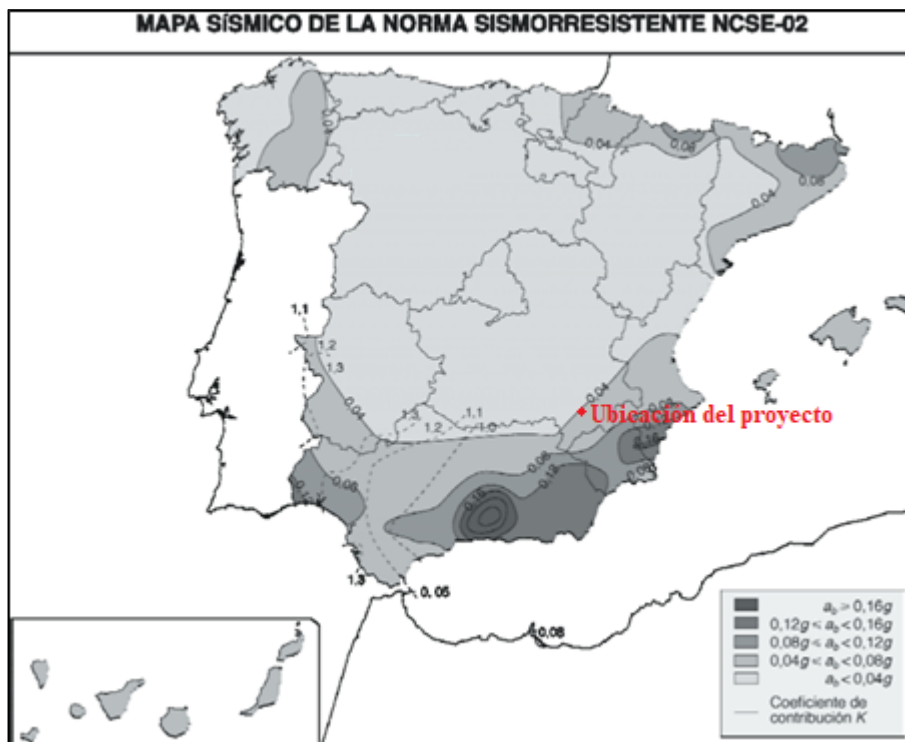 MAPA SÍSMICO DE LA NORMA SISMORRESISTENTE NCSE-02
0,04
0,04
0,08
1,1
1,2
1,3
0,04
0,04
Ubicación del proyecto
1,3
1,1
1,2
1,0
0,16
0,08
0,08
0,12
0,16
1,3
0,05
0,08
a_b ≥ 0,16g
0,12g ≤ a_b < 0,16g
0,08g ≤ a_b < 0,12g
0,04g ≤ a_b < 0,08g
a_b < 0,04g
Coeficiente de
contribución K